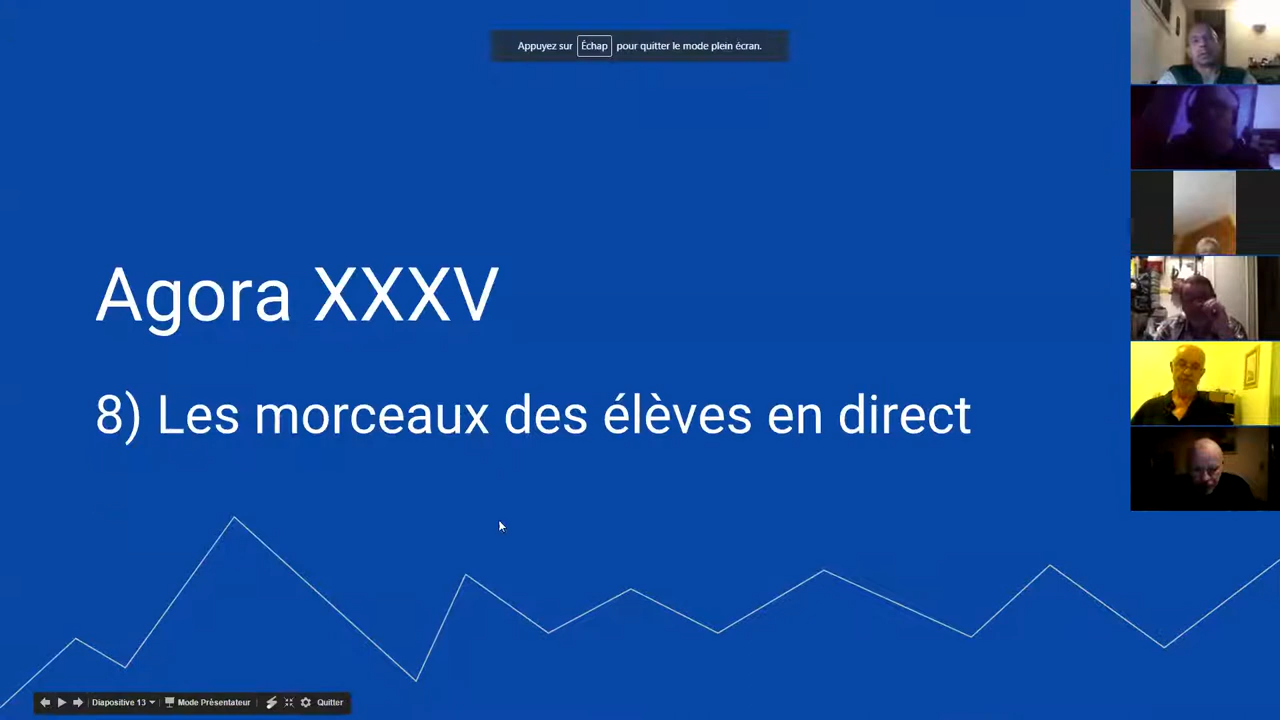 Appuyez sur Échap pour quitter le mode plein écran.
Agora XXXV
8) Les morceaux des élèves en direct
Diapositive 13 Mode Présentateur Quitter